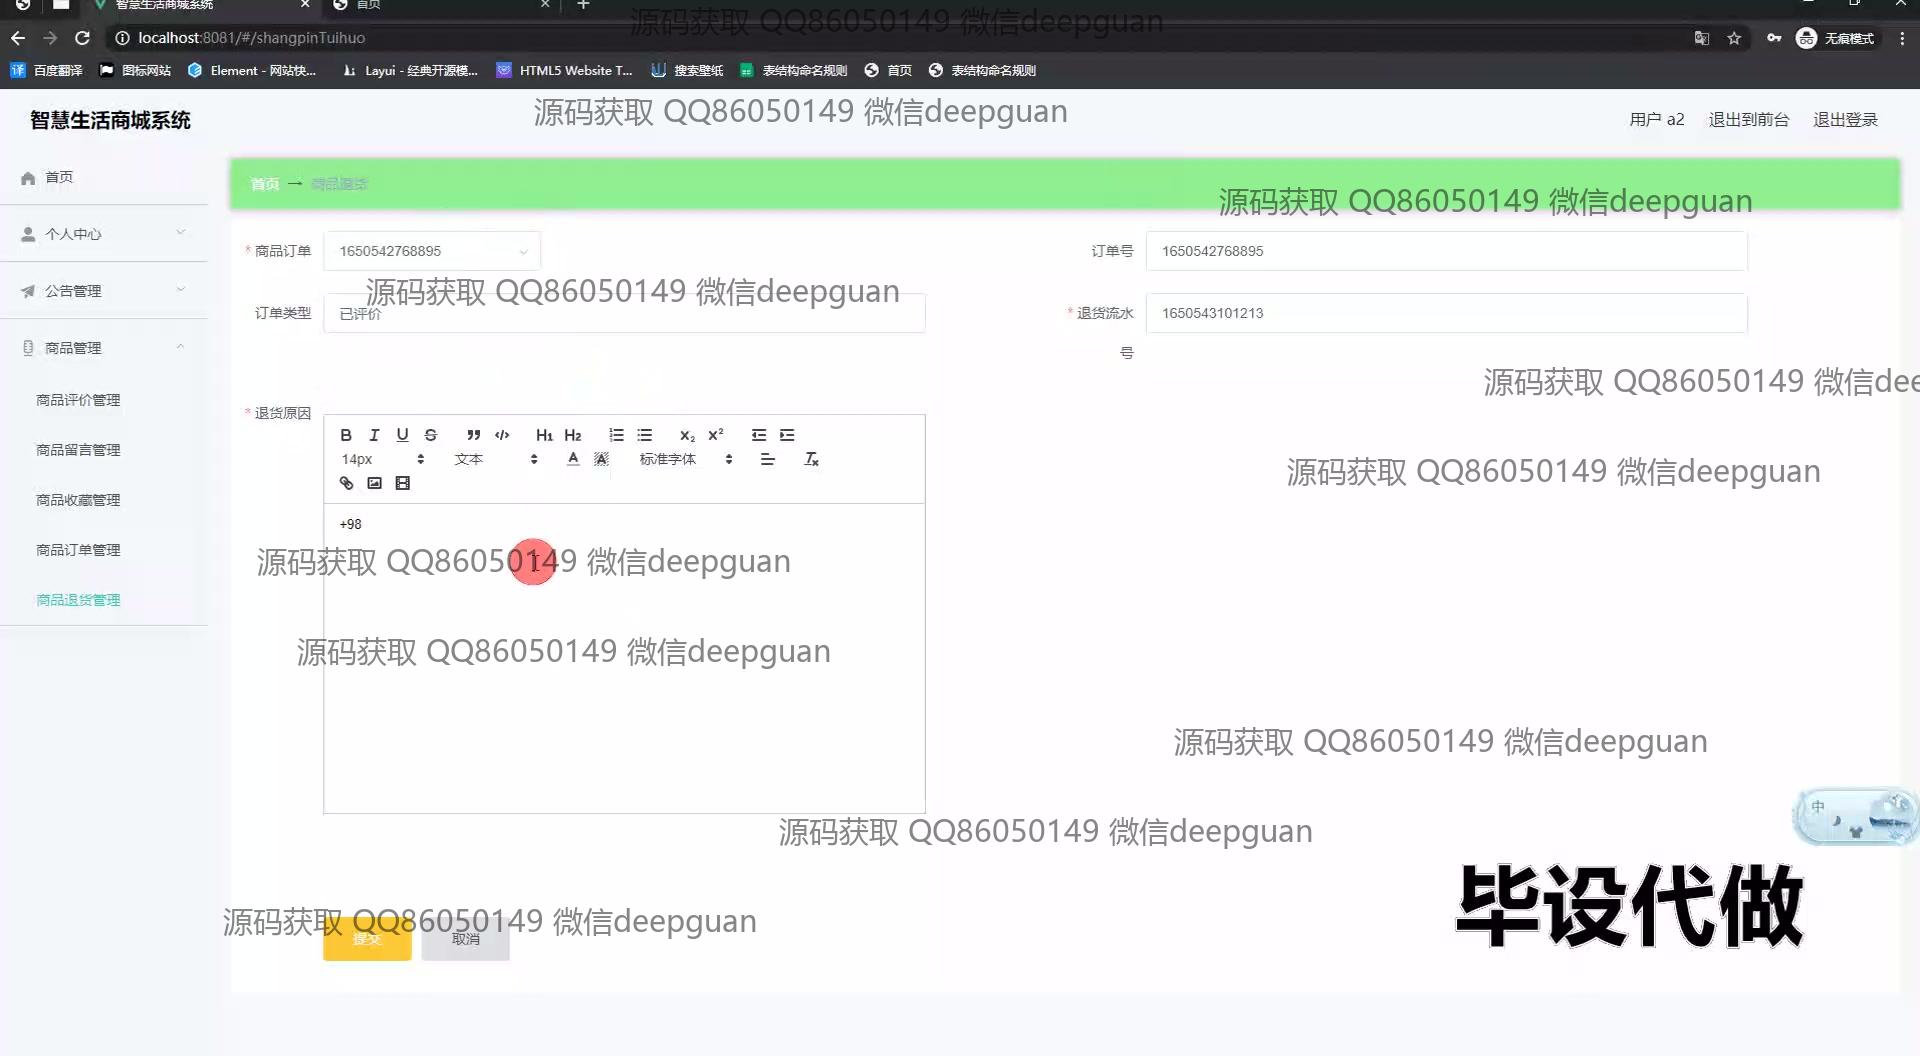 智慧生活商城系统
首页
源码获取 QQ86050149 微信deepguan
localhost:8081/#/shangpinTuihuo
无痕模式
百度翻译
图标网站
Element - 网站快...
Layui - 经典开源模...
HTML5 Website T...
搜索壁纸
表结构命名规则
首页
表结构命名规则
智慧生活商城系统
源码获取 QQ86050149 微信deepguan
用户 a2
退出到前台
退出登录
首页
个人中心
公告管理
商品管理
商品评价管理
商品留言管理
商品收藏管理
商品订单管理
商品退货管理
首页 → 商品退货
源码获取 QQ86050149 微信deepguan
* 商品订单
1650542768895
订单号
1650542768895
源码获取 QQ86050149 微信deepguan
订单类型
已评价
* 退货流水
号
1650543101213
源码获取 QQ86050149 微信dee
* 退货原因
B I U S ” </> H1 H2 x₂ x²
14px
文本
A
标准字体
Tx
源码获取 QQ86050149 微信deepguan
+98
源码获取 QQ86050149 微信deepguan
源码获取 QQ86050149 微信deepguan
源码获取 QQ86050149 微信deepguan
中
源码获取 QQ86050149 微信deepguan
毕设代做
源码获取 QQ86050149 微信deepguan
提交
取消